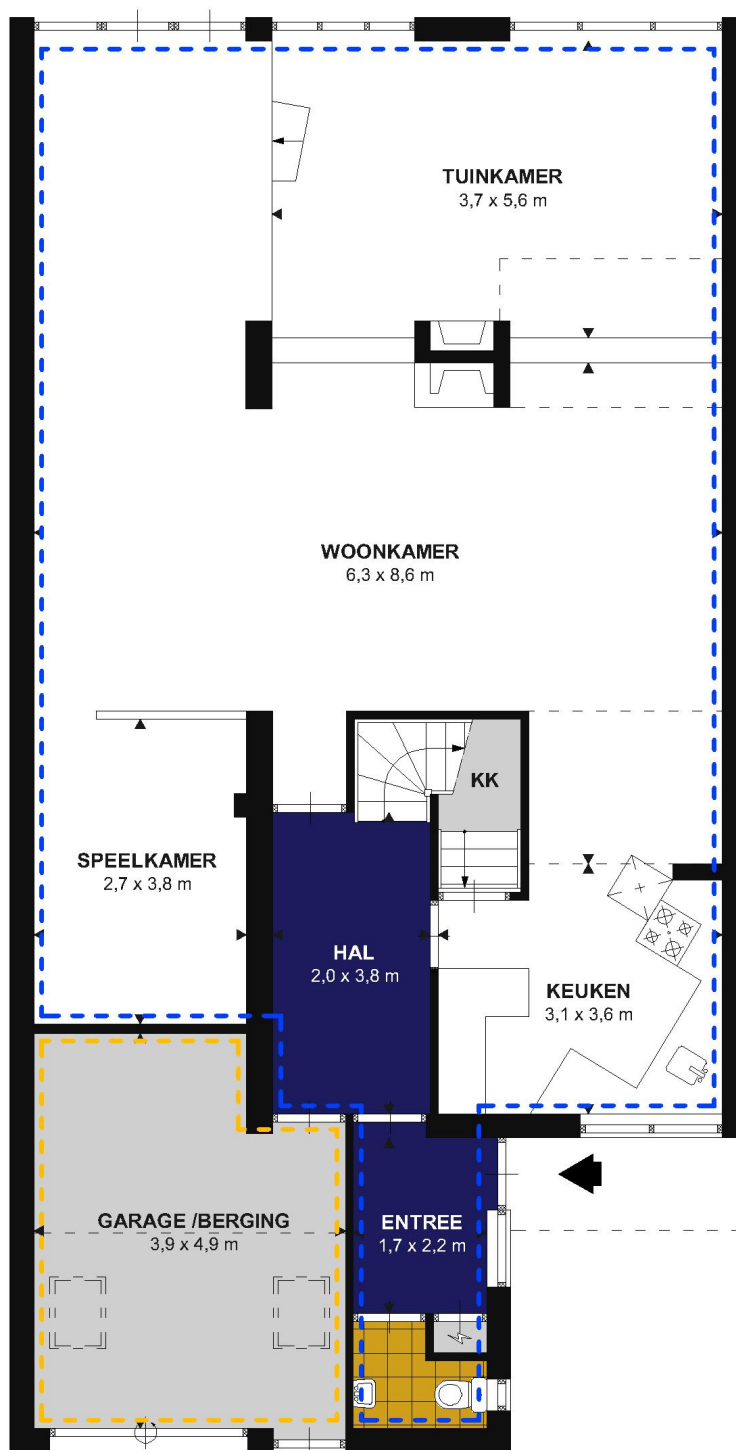 TUINKAMER
3,7 x 5,6 m
WOONKAMER
6,3 x 8,6 m
KK
SPEELKAMER
2,7 x 3,8 m
HAL
2,0 x 3,8 m
KEUKEN
3,1 x 3,6 m
GARAGE /BERGING
3,9 x 4,9 m
ENTREE
1,7 x 2,2 m